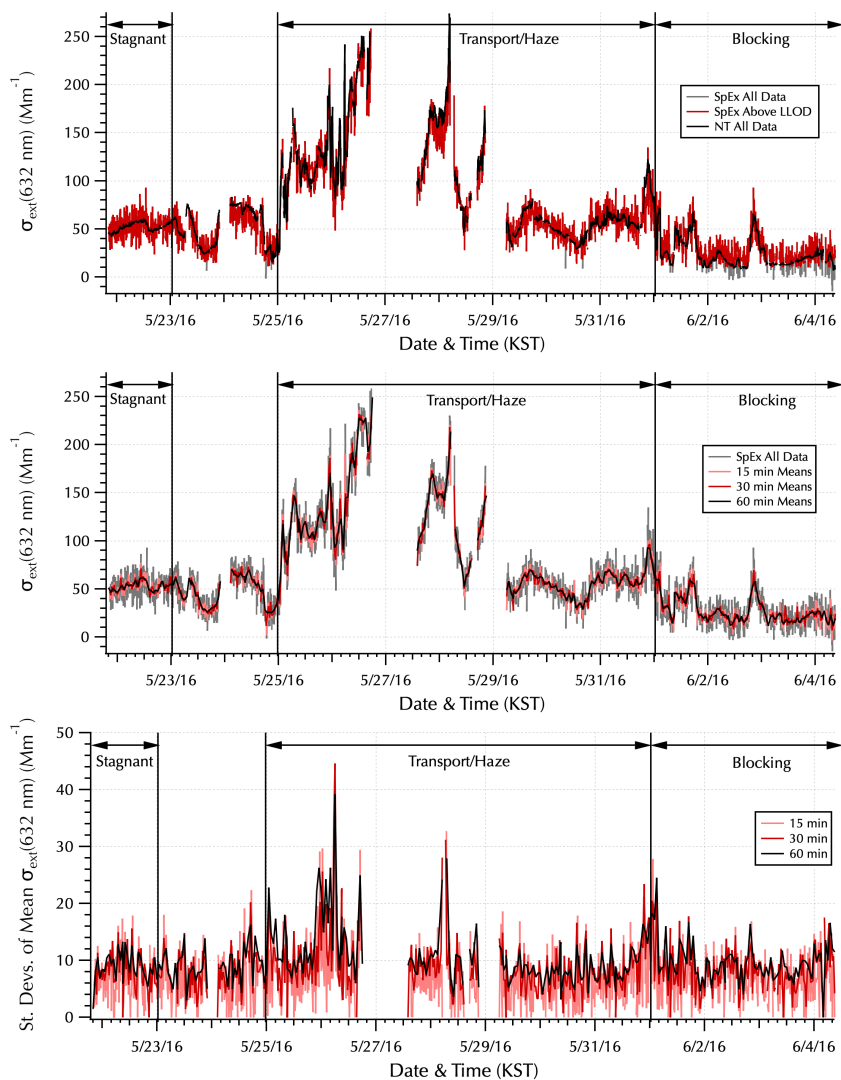 Stagnant
Transport/Haze
Blocking
250
200
150
100
50
0
σext(632 nm) (Mm-1)
SpEx All Data
SpEx Above LLOD
NT All Data
5/23/16
5/25/16
5/27/16
5/29/16
5/31/16
6/2/16
6/4/16
Date & Time (KST)
Stagnant
Transport/Haze
Blocking
250
200
150
100
50
0
σext(632 nm) (Mm-1)
SpEx All Data
15 min Means
30 min Means
60 min Means
5/23/16
5/25/16
5/27/16
5/29/16
5/31/16
6/2/16
6/4/16
Date & Time (KST)
50
40
30
20
10
0
St. Devs. of Mean σext(632 nm) (Mm-1)
Stagnant
Transport/Haze
Blocking
15 min
30 min
60 min
5/23/16
5/25/16
5/27/16
5/29/16
5/31/16
6/2/16
6/4/16
Date & Time (KST)